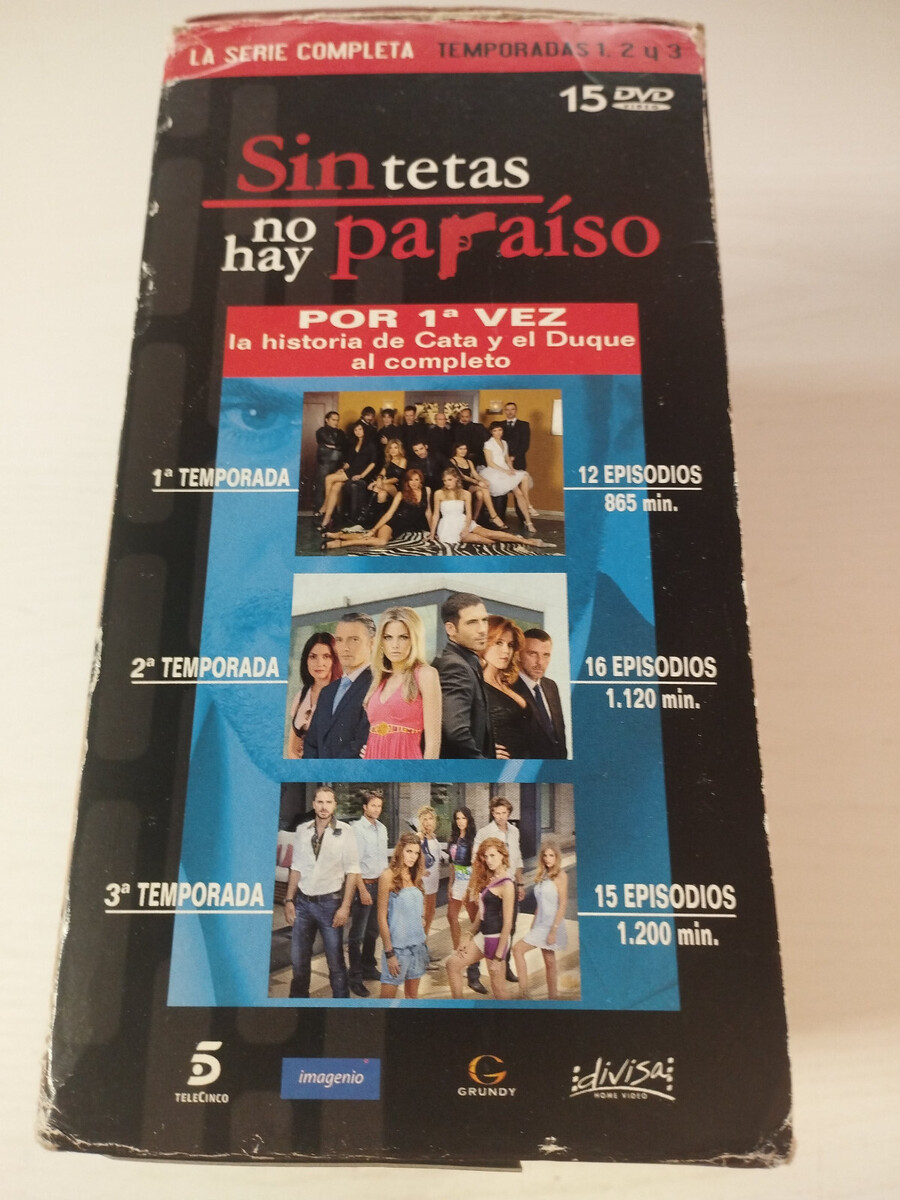 LA SERIE COMPLETA TEMPORADAS 1, 2 y 3
15 DVD
VIDEO
Sin tetas
no hay paraíso
POR 1ª VEZ
la historia de Cata y el Duque
al completo
1ª TEMPORADA
12 EPISODIOS
865 min.
2ª TEMPORADA
16 EPISODIOS
1.120 min.
3ª TEMPORADA
15 EPISODIOS
1.200 min.
5
TELECINCO
imagenio
G
GRUNDY
divisa
HOME VIDEO